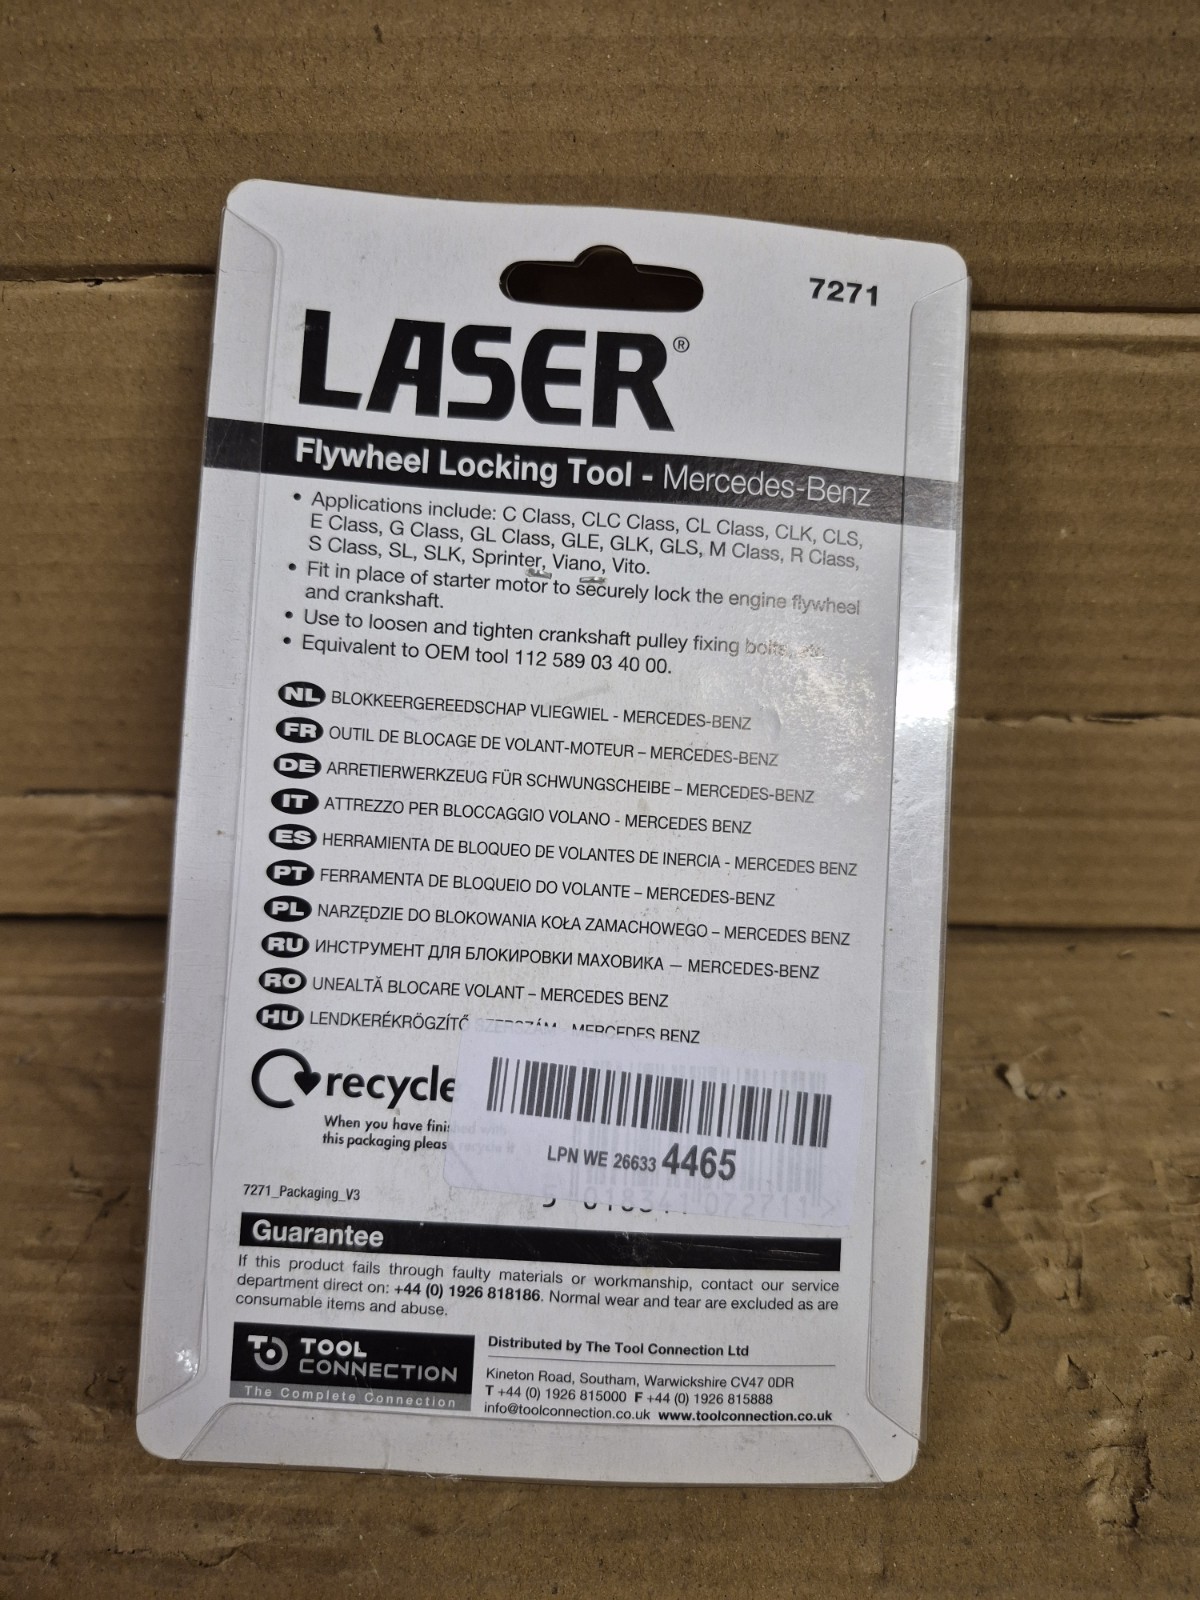 7271
LASER®
Flywheel Locking Tool - Mercedes-Benz
• Applications include: C Class, CLC Class, CL Class, CLK, CLS,
E Class, G Class, GL Class, GLE, GLK, GLS, M Class, R Class,
S Class, SL, SLK, Sprinter, Viano, Vito.
• Fit in place of starter motor to securely lock the engine flywheel
and crankshaft.
• Use to loosen and tighten crankshaft pulley fixing bolts,
• Equivalent to OEM tool 112 589 03 40 00.
NL BLOKKEERGEREEDSCHAP VLIEGWIEL - MERCEDES-BENZ
FR OUTIL DE BLOCAGE DE VOLANT-MOTEUR – MERCEDES-BENZ
DE ARRETIERWERKZEUG FÜR SCHWUNGSCHEIBE – MERCEDES-BENZ
IT ATTREZZO PER BLOCCAGGIO VOLANO - MERCEDES BENZ
ES HERRAMIENTA DE BLOQUEO DE VOLANTES DE INERCIA - MERCEDES BENZ
PT FERRAMENTA DE BLOQUEIO DO VOLANTE – MERCEDES-BENZ
PL NARZĘDZIE DO BLOKOWANIA KOŁA ZAMACHOWEGO – MERCEDES BENZ
RU ИНСТРУМЕНТ ДЛЯ БЛОКИРОВКИ МАХОВИКА — MERCEDES-BENZ
RO UNEALTĂ BLOCARE VOLANT – MERCEDES BENZ
HU LENDKERÉKRÖGZÍTŐ SZERSZÁM - MERCEDES BENZ
recycle
When you have finished with
this packaging please recycle it
LPN WE 26633 4465
7271_Packaging_V3
Guarantee
If this product fails through faulty materials or workmanship, contact our service
department direct on: +44 (0) 1926 818186. Normal wear and tear are excluded as are
consumable items and abuse.
TOOL
CONNECTION
The Complete Connection
Distributed by The Tool Connection Ltd
Kineton Road, Southam, Warwickshire CV47 0DR
T +44 (0) 1926 815000 F +44 (0) 1926 815888
info@toolconnection.co.uk www.toolconnection.co.uk